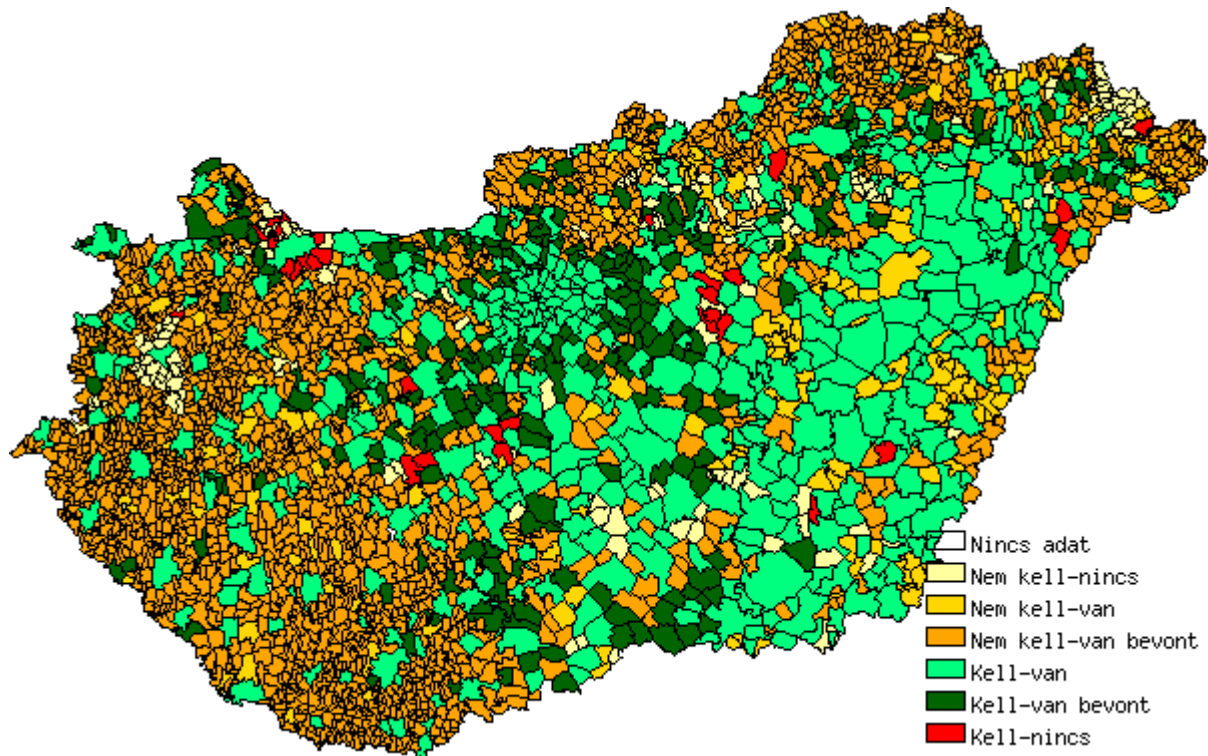 Nincs adat
Nem kell-nincs
Nem kell-van
Nem kell-van bevont
Kell-van
Kell-van bevont
Kell-nincs